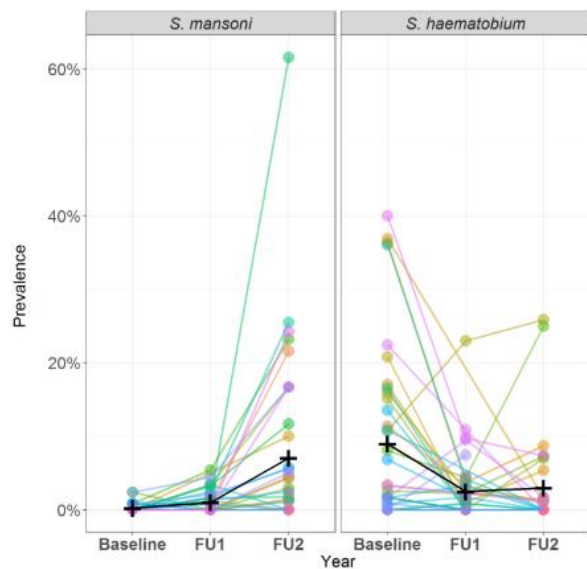 S. mansoni
S. haematobium
Prevalence
60%
40%
20%
0%
Baseline FU1 FU2
Baseline FU1 FU2
Year